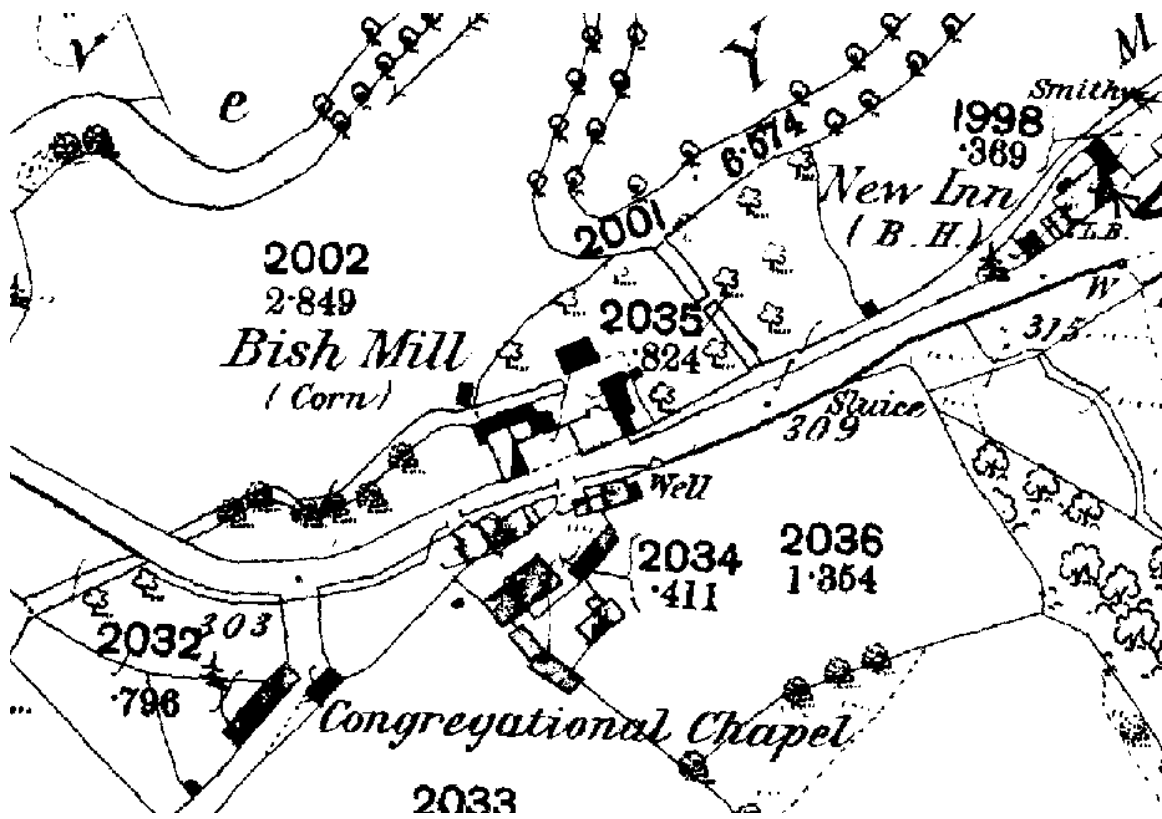 v
e
Y
M
Smithy
1998
·369
6·574
New Inn
( B. H. )
2001
L.B.
2002
2·849
W
2035
·824
315
Bish Mill
( Corn )
Sluice
309
Well
2034
·411
2036
1·354
2032
303
·796
Congregational Chapel
2033